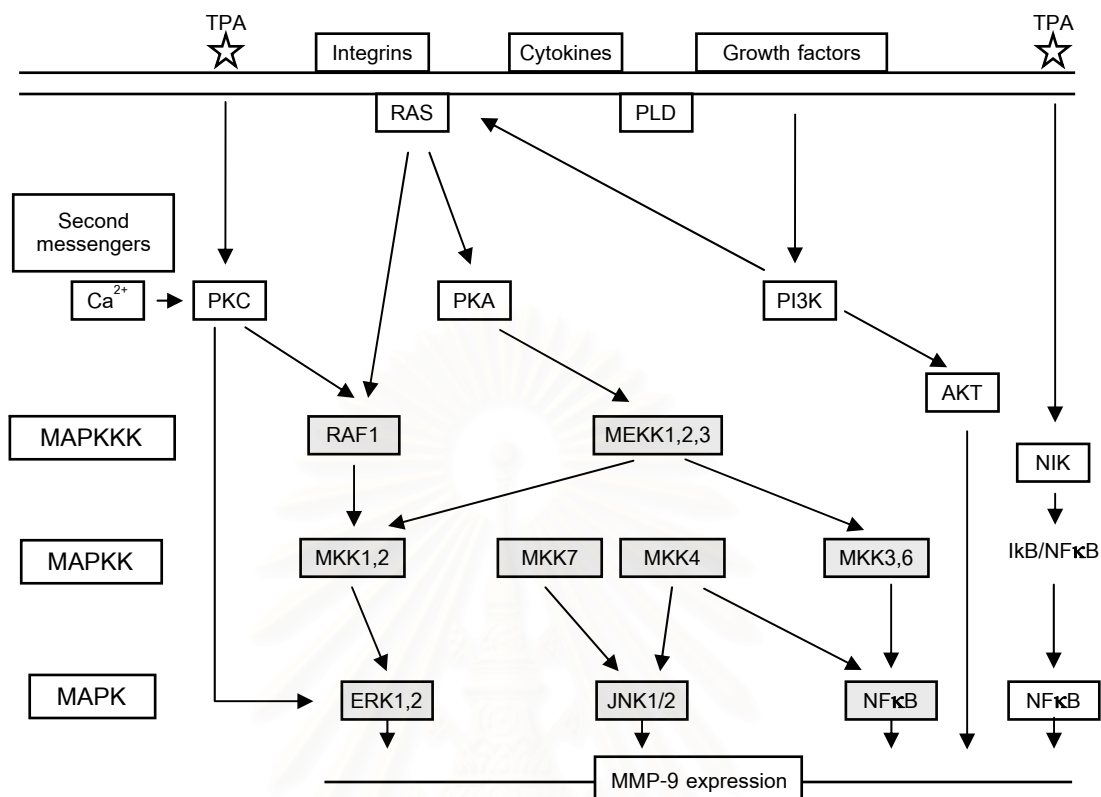 TPA
TPA
Integrins
Cytokines
Growth factors
RAS
PLD
Second
messengers
Ca2+
PKC
PKA
PI3K
AKT
MAPKKK
RAF1
MEKK1,2,3
NIK
MAPKK
MKK1,2
MKK7
MKK4
MKK3,6
IkB/NFκB
MAPK
ERK1,2
JNK1/2
NFκB
NFκB
MMP-9 expression